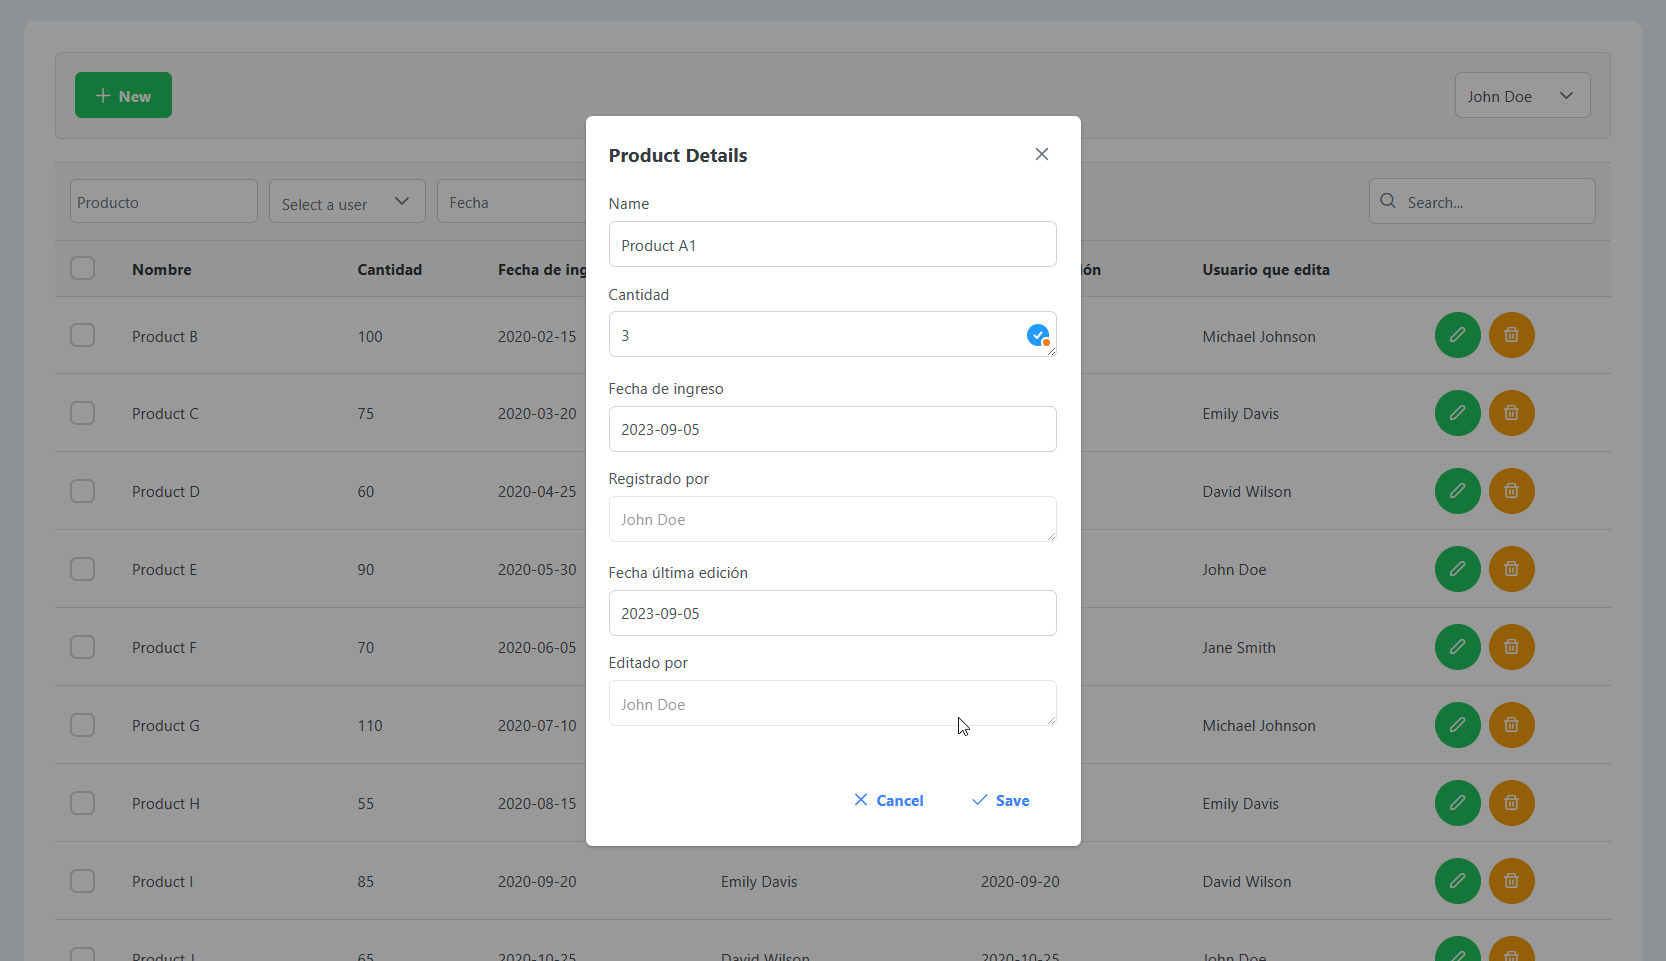 New
John Doe
Producto
Select a user
Fecha
Search...
Nombre
Cantidad
Fecha de ing
ón
Usuario que edita
Product B
100
2020-02-15
Michael Johnson
Product C
75
2020-03-20
Emily Davis
Product D
60
2020-04-25
David Wilson
Product E
90
2020-05-30
John Doe
Product F
70
2020-06-05
Jane Smith
Product G
110
2020-07-10
Michael Johnson
Product H
55
2020-08-15
Emily Davis
Product I
85
2020-09-20
Emily Davis
2020-09-20
David Wilson
Product J
65
2020-10-25
David Wilson
2020-10-25
John Doe
Product Details
Name
Product A1
Cantidad
3
Fecha de ingreso
2023-09-05
Registrado por
John Doe
Fecha última edición
2023-09-05
Editado por
John Doe
Cancel
Save